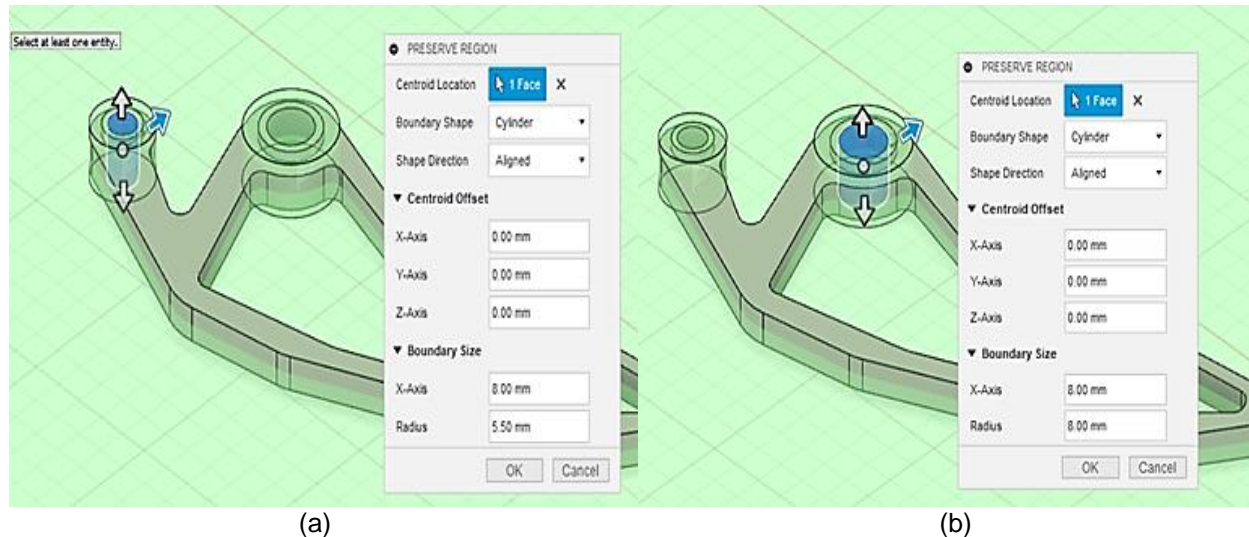 Select at least one entity.
PRESERVE REGION
Centroid Location 1 Face X
Boundary Shape Cylinder
Shape Direction Aligned
Centroid Offset
X-Axis 0.00 mm
Y-Axis 0.00 mm
Z-Axis 0.00 mm
Boundary Size
X-Axis 8.00 mm
Radius 5.50 mm
OK Cancel
(a)
PRESERVE REGION
Centroid Location 1 Face X
Boundary Shape Cylinder
Shape Direction Aligned
Centroid Offset
X-Axis 0.00 mm
Y-Axis 0.00 mm
Z-Axis 0.00 mm
Boundary Size
X-Axis 8.00 mm
Radius 8.00 mm
OK Cancel
(b)